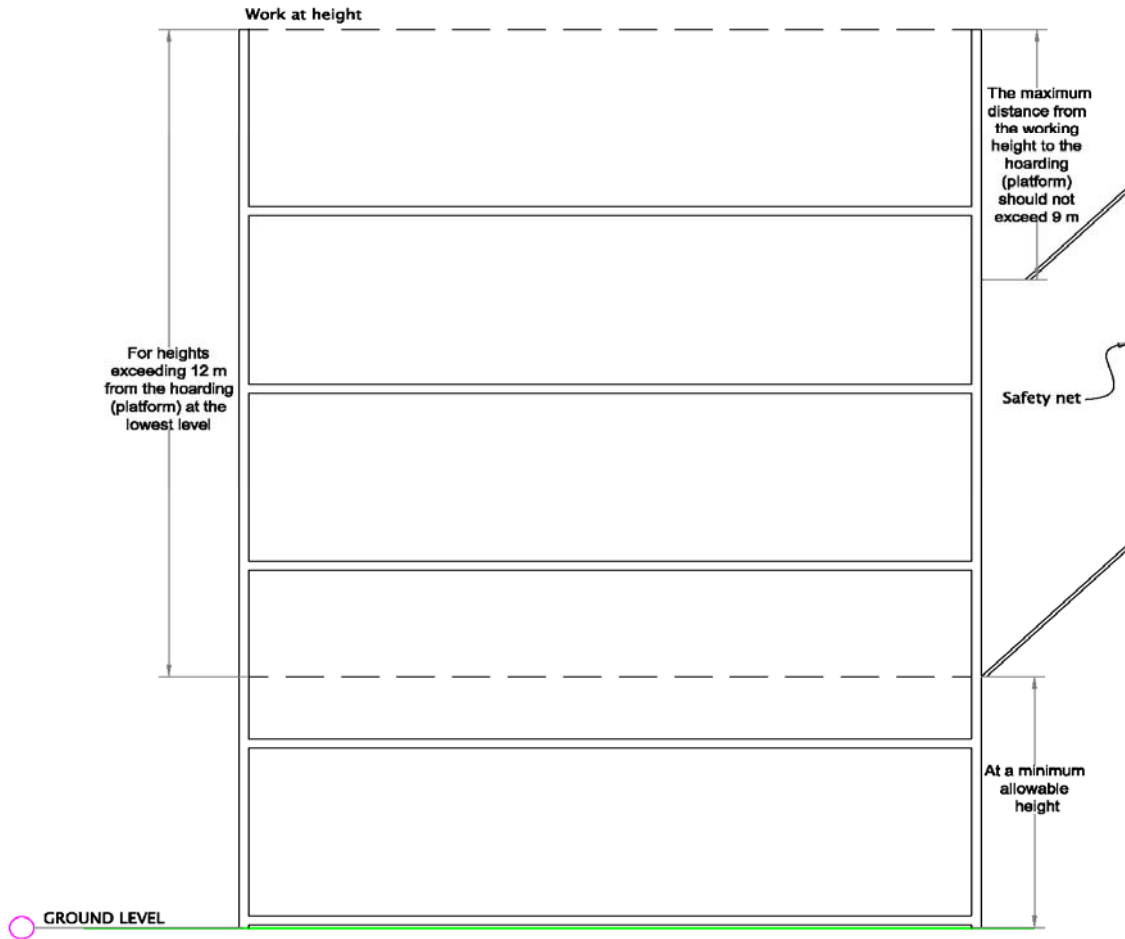 Work at height
The maximum
distance from
the working
height to the
hoarding
(platform)
should not
exceed 9 m
For heights
exceeding 12 m
from the hoarding
(platform) at the
lowest level
Safety net
At a minimum
allowable
height
GROUND LEVEL